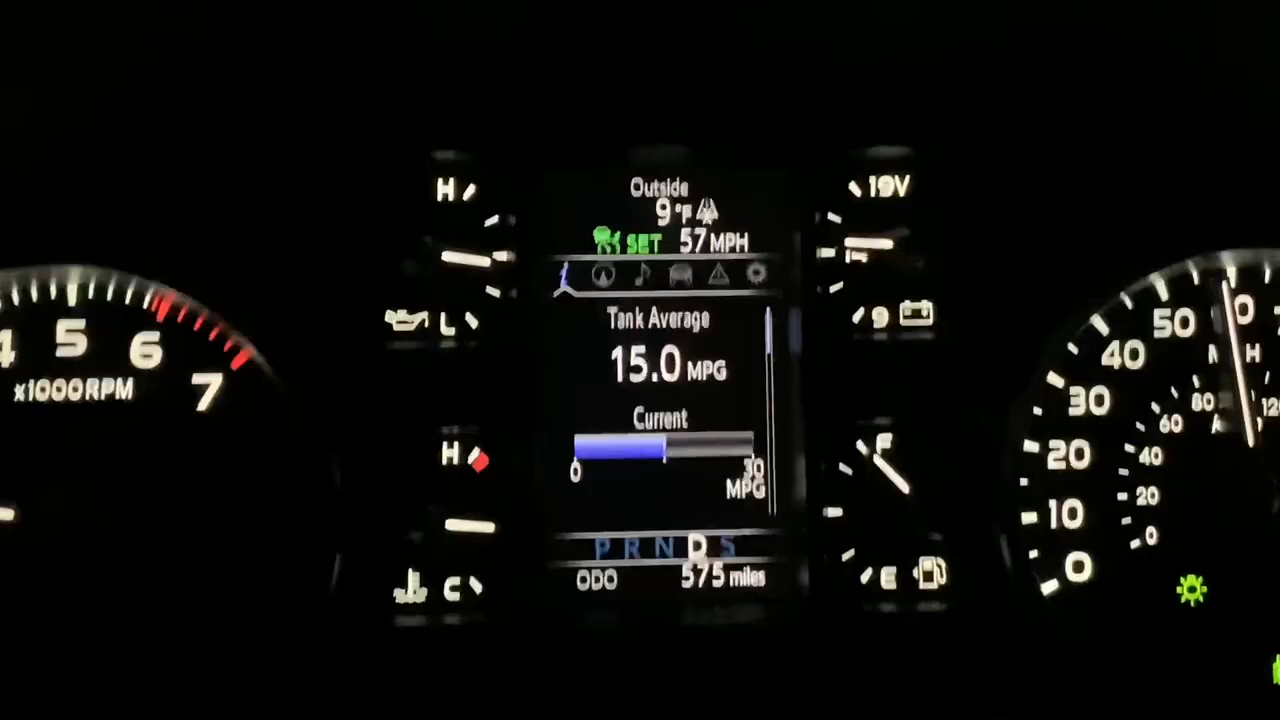 Outside
9°F
SET 57 MPH
Tank Average
15.0 MPG
Current
0 30
MPG
P R N D S
ODO 575 miles
H
L
H
C
19V
9
F
E
4 5 6 7
x1000RPM
0 10 20 30 40 50
0 20 40 60 80